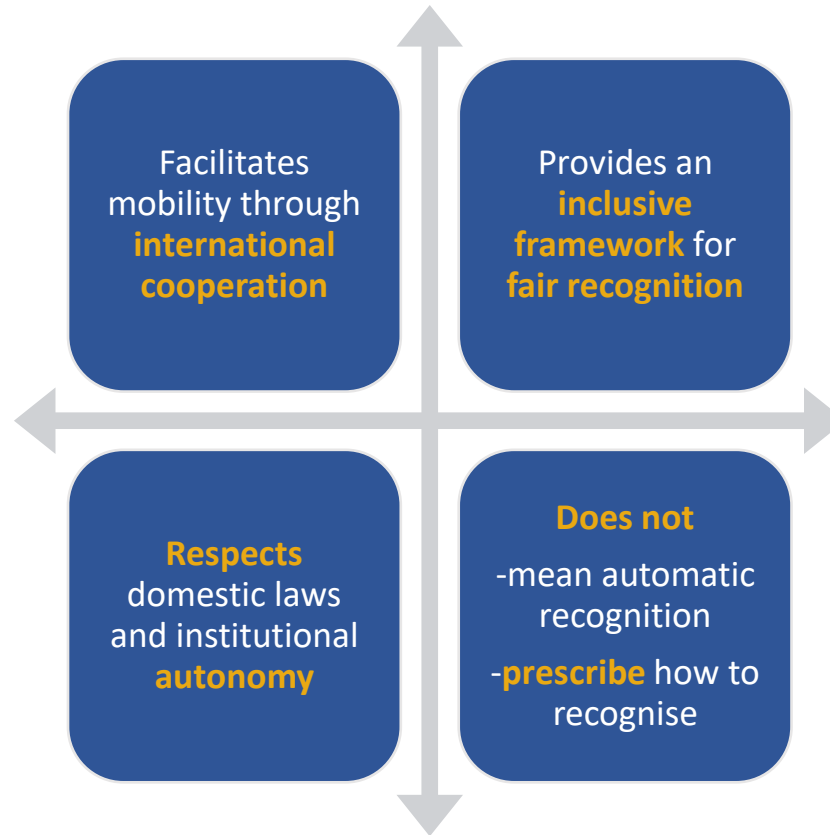 Facilitates
mobility through
international
cooperation
Provides an
inclusive
framework for
fair recognition
Respects
domestic laws
and institutional
autonomy
Does not
-mean automatic
recognition
-prescribe how to
recognise